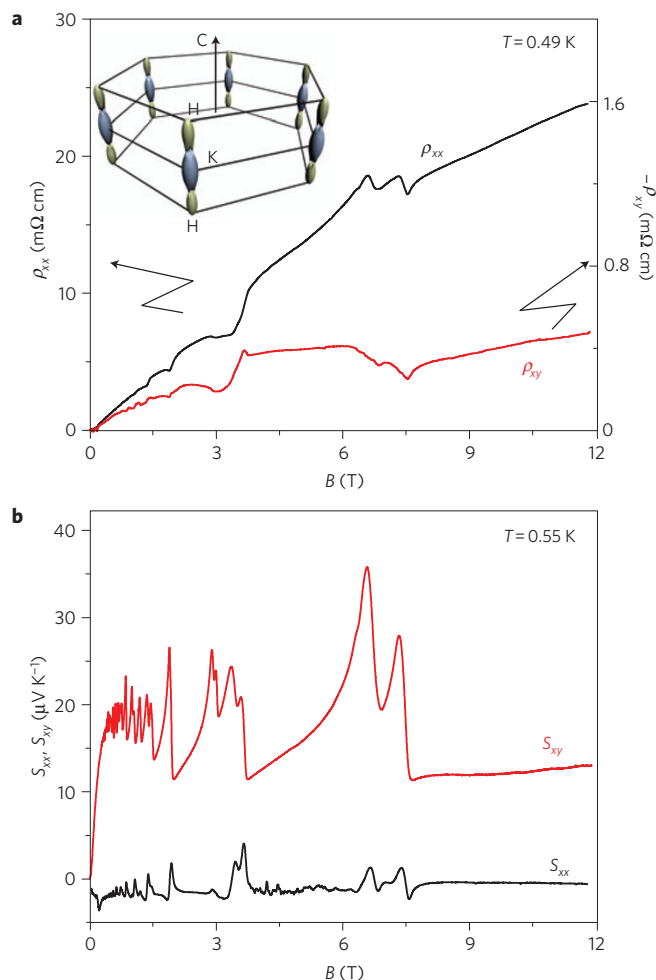 a
30
T = 0.49 K
C
H
K
H
ρxx
1.6
20
ρxx (mΩ cm)
−ρxy (mΩ cm)
0.8
10
ρxy
0
0
0
3
6
9
12
B (T)
b
40
T = 0.55 K
30
20
Sxx, Sxy (μV K−1)
Sxy
10
Sxx
0
0
3
6
9
12
B (T)